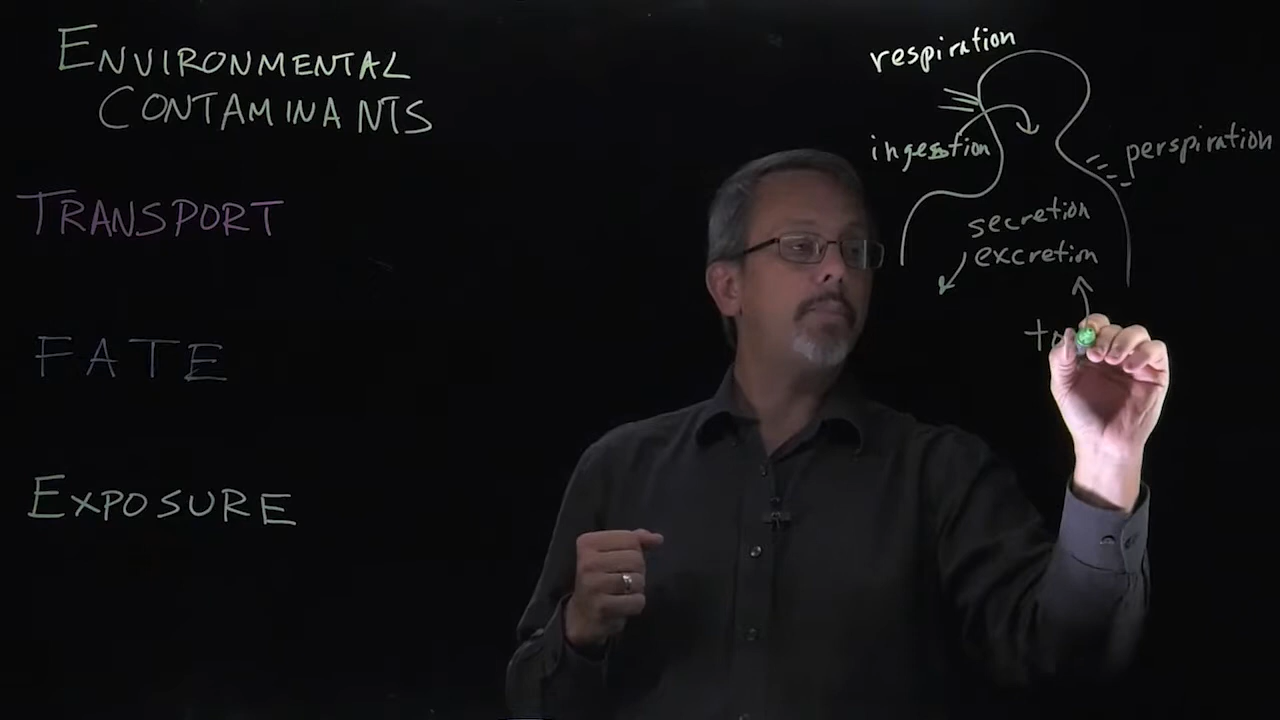 ENVIRONMENTAL
CONTAMINANTS
TRANSPORT
FATE
EXPOSURE
respiration
ingestion
perspiration
secretion
excretion